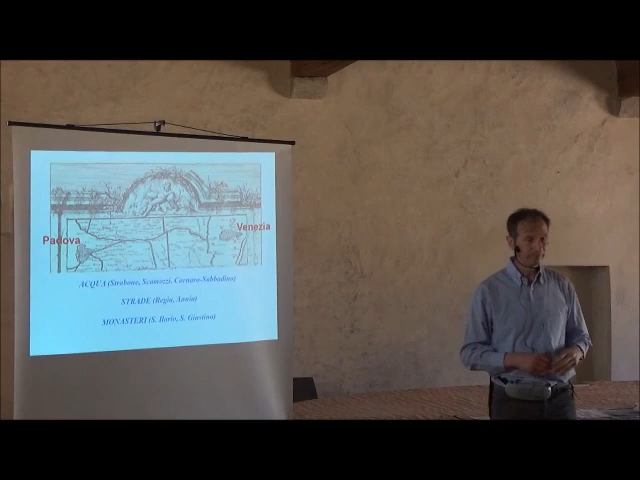 Padova
Venezia
ACQUA (Strabone, Scamozzi, Cornaro-Sabbadino)
STRADE (Regia, Annia)
MONASTERI (S. Ilario, S. Giustina)